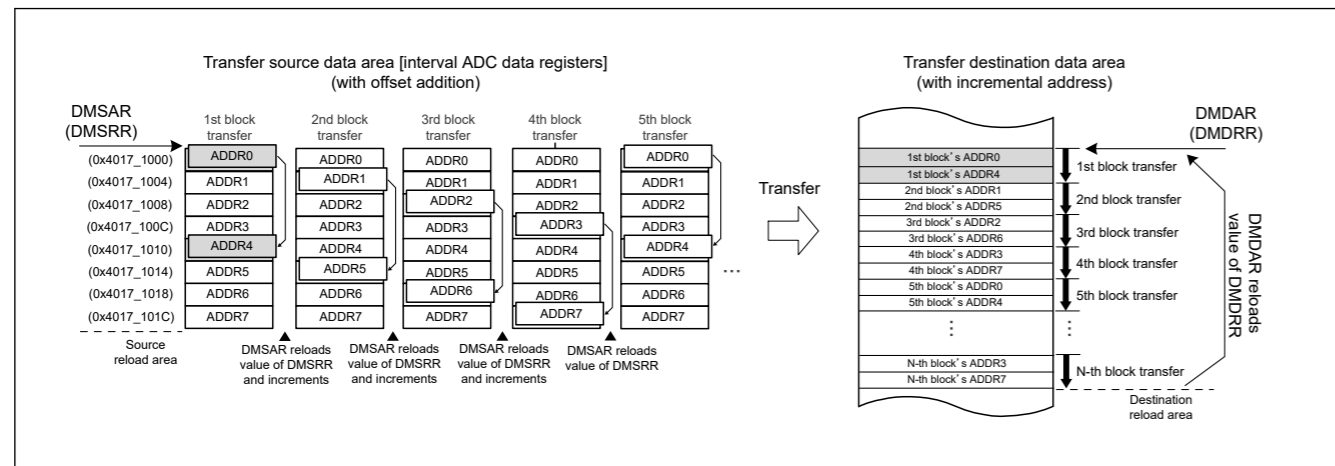 Transfer source data area [interval ADC data registers]
(with offset addition)
DMSAR
(DMSRR)
1st block
transfer
2nd block
transfer
3rd block
transfer
4th block
transfer
5th block
transfer
(0x4017_1000)
(0x4017_1004)
(0x4017_1008)
(0x4017_100C)
(0x4017_1010)
(0x4017_1014)
(0x4017_1018)
(0x4017_101C)
ADDR0
ADDR1
ADDR2
ADDR3
ADDR4
ADDR5
ADDR6
ADDR7
ADDR0
ADDR1
ADDR2
ADDR3
ADDR4
ADDR5
ADDR6
ADDR7
ADDR0
ADDR1
ADDR2
ADDR3
ADDR4
ADDR5
ADDR6
ADDR7
ADDR0
ADDR1
ADDR2
ADDR3
ADDR4
ADDR5
ADDR6
ADDR7
ADDR0
ADDR1
ADDR2
ADDR3
ADDR4
ADDR5
ADDR6
ADDR7
...
Source
reload area
DMSAR reloads
value of DMSRR
and increments
DMSAR reloads
value of DMSRR
and increments
DMSAR reloads
value of DMSRR
and increments
DMSAR reloads
value of DMSRR
Transfer
Transfer destination data area
(with incremental address)
DMDAR
(DMDRR)
1st block's ADDR0
1st block's ADDR4
2nd block's ADDR1
2nd block's ADDR5
3rd block's ADDR2
3rd block's ADDR6
4th block's ADDR3
4th block's ADDR7
5th block's ADDR0
5th block's ADDR4
N-th block's ADDR3
N-th block's ADDR7
1st block transfer
2nd block transfer
3rd block transfer
4th block transfer
5th block transfer
N-th block transfer
Destination
reload area
DMDAR reloads
value of DMDRR